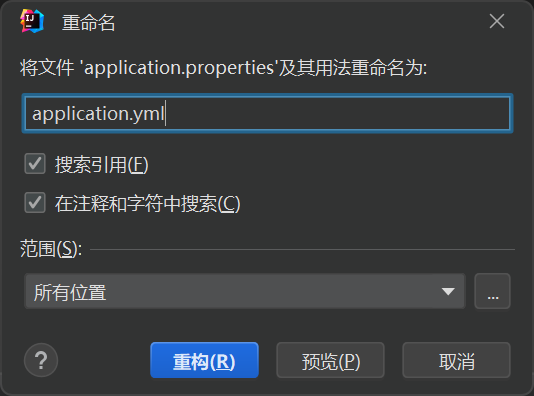 重命名
将文件 'application.properties'及其用法重命名为:
application.yml
搜索引用(F)
在注释和字符中搜索(C)
范围(S):
所有位置
...
? 重构(R) 预览(P) 取消